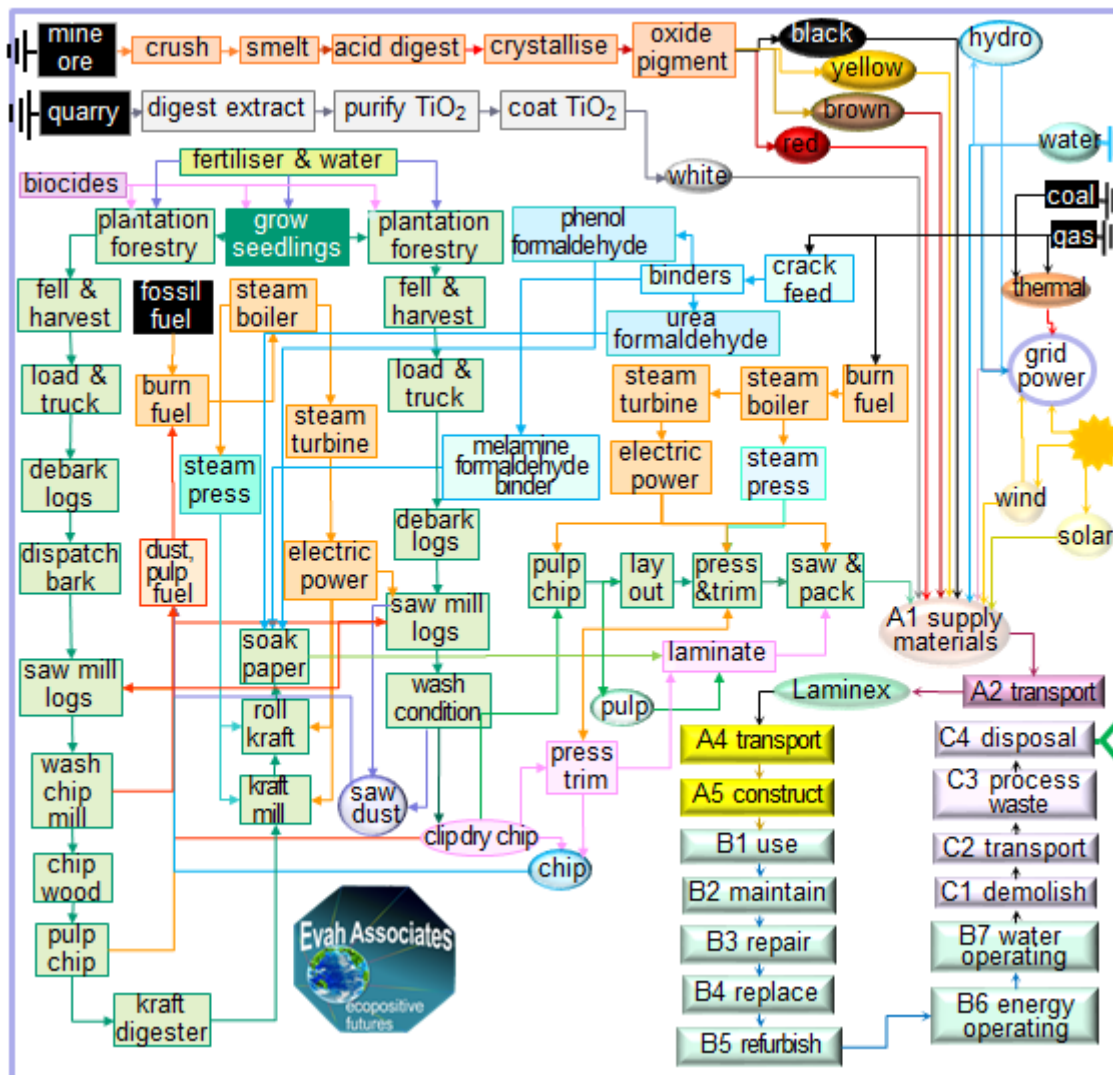 mine
ore
crush
smelt
acid digest
crystallise
oxide
pigment
black
yellow
brown
red
hydro
quarry
digest extract
purify TiO2
coat TiO2
white
water
coal
gas
thermal
grid
power
wind
solar
fertiliser & water
biocides
plantation
forestry
grow
seedlings
plantation
forestry
phenol
formaldehyde
binders
crack
feed
urea
formaldehyde
fell &
harvest
fossil
fuel
steam
boiler
fell &
harvest
load &
truck
burn
fuel
steam
turbine
load &
truck
steam
turbine
steam
boiler
burn
fuel
melamine
formaldehyde
binder
electric
power
steam
press
debark
logs
steam
press
debark
logs
dispatch
bark
dust,
pulp
fuel
electric
power
pulp
chip
lay
out
press
&trim
saw &
pack
saw mill
logs
soak
paper
saw mill
logs
laminate
A1 supply
materials
wash
condition
pulp
roll
kraft
press
trim
wash
chip
mill
kraft
mill
saw
dust
clip dry chip
chip
chip
wood
pulp
chip
kraft
digester
Evah Associates
ecopositive
futures
Laminex
A2 transport
A4 transport
A5 construct
B1 use
B2 maintain
B3 repair
B4 replace
B5 refurbish
C4 disposal
C3 process
waste
C2 transport
C1 demolish
B7 water
operating
B6 energy
operating